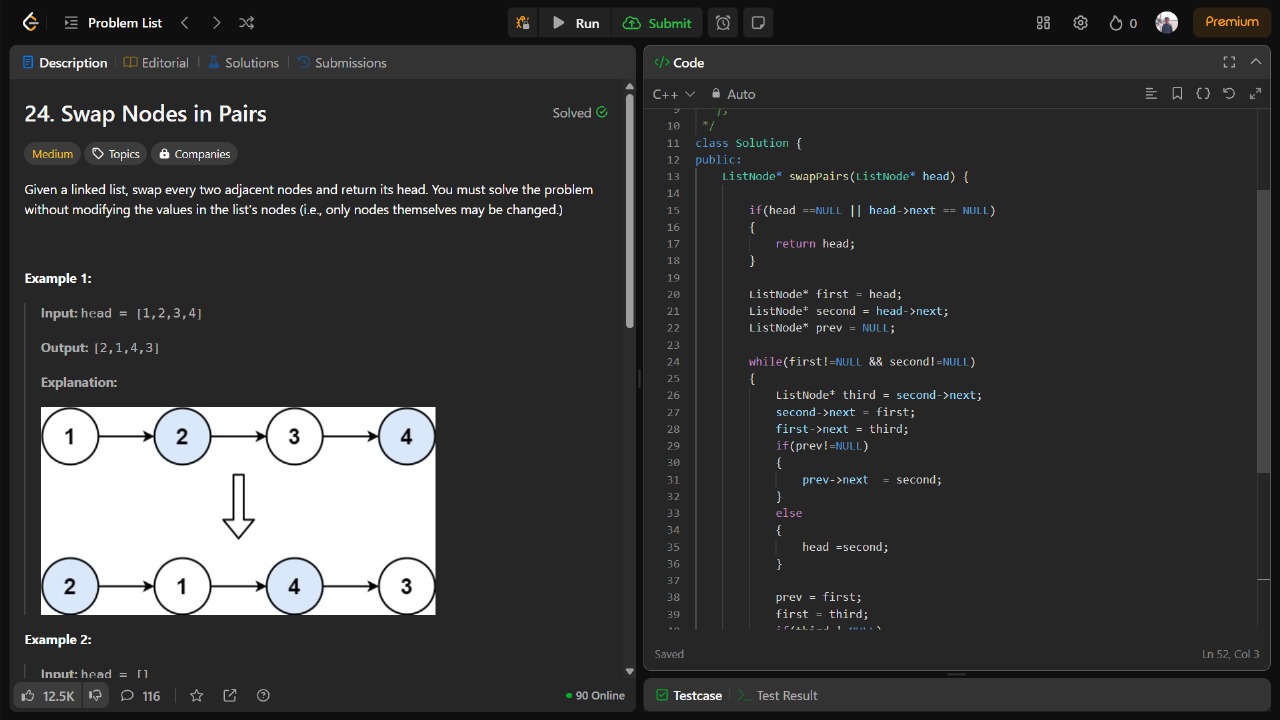 Problem List
Run
Submit
0
Premium
Description
Editorial
Solutions
Submissions
24. Swap Nodes in Pairs
Solved
Medium
Topics
Companies
Given a linked list, swap every two adjacent nodes and return its head. You must solve the problem
without modifying the values in the list's nodes (i.e., only nodes themselves may be changed.)
Example 1:
Input: head = [1,2,3,4]
Output: [2,1,4,3]
Explanation:
1 2 3 4
2 1 4 3
Example 2:
Input: head = []
12.5K
116
90 Online
</> Code
C++
Auto
9 };
10 */
11 class Solution {
12 public:
13 ListNode* swapPairs(ListNode* head) {
14
15 if(head ==NULL || head->next == NULL)
16 {
17 return head;
18 }
19
20 ListNode* first = head;
21 ListNode* second = head->next;
22 ListNode* prev = NULL;
23
24 while(first!=NULL && second!=NULL)
25 {
26 ListNode* third = second->next;
27 second->next = first;
28 first->next = third;
29 if(prev!=NULL)
30 {
31 prev->next  = second;
32 }
33 else
34 {
35 head =second;
36 }
37
38 prev = first;
39 first = third;
Saved
Ln 52, Col 3
Testcase
Test Result